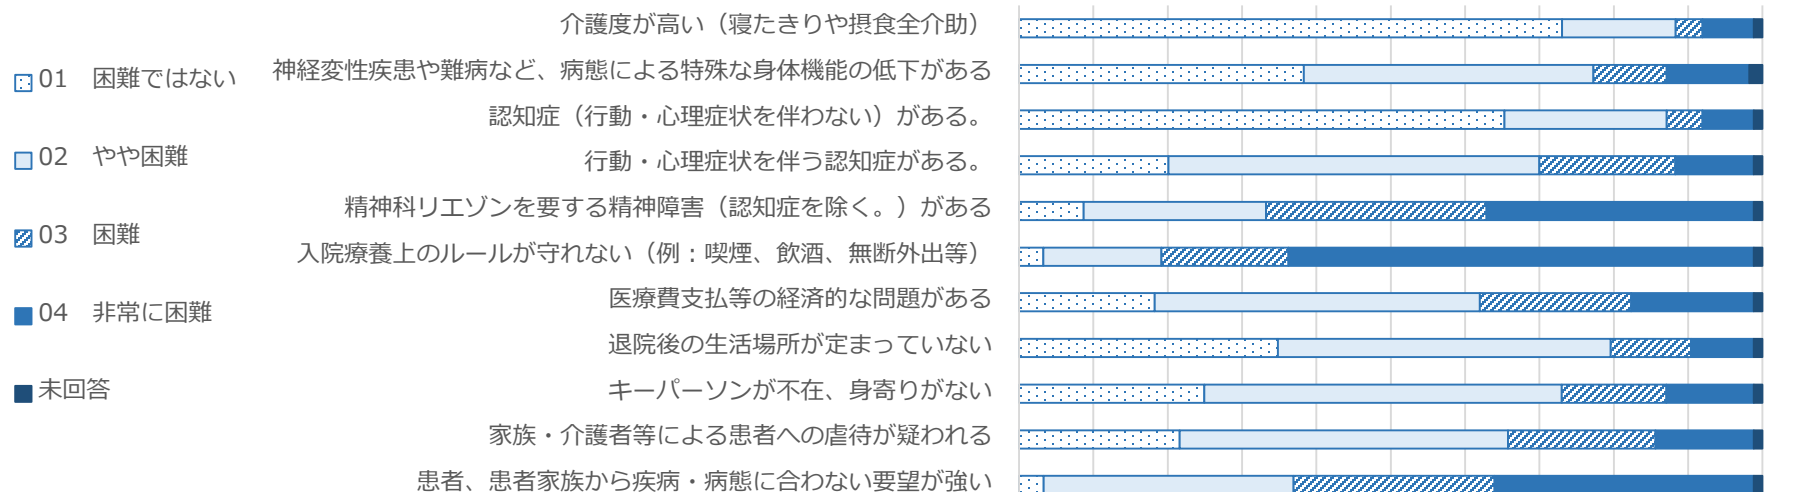 01　困難ではない
02　やや困難
03　困難
04　非常に困難
未回答
介護度が高い（寝たきりや摂食全介助）
神経変性疾患や難病など、病態による特殊な身体機能の低下がある
認知症（行動・心理症状を伴わない）がある。
行動・心理症状を伴う認知症がある。
精神科リエゾンを要する精神障害（認知症を除く。）がある
入院療養上のルールが守れない（例：喫煙、飲酒、無断外出等）
医療費支払等の経済的な問題がある
退院後の生活場所が定まっていない
キーパーソンが不在、身寄りがない
家族・介護者等による患者への虐待が疑われる
患者、患者家族から疾病・病態に合わない要望が強い